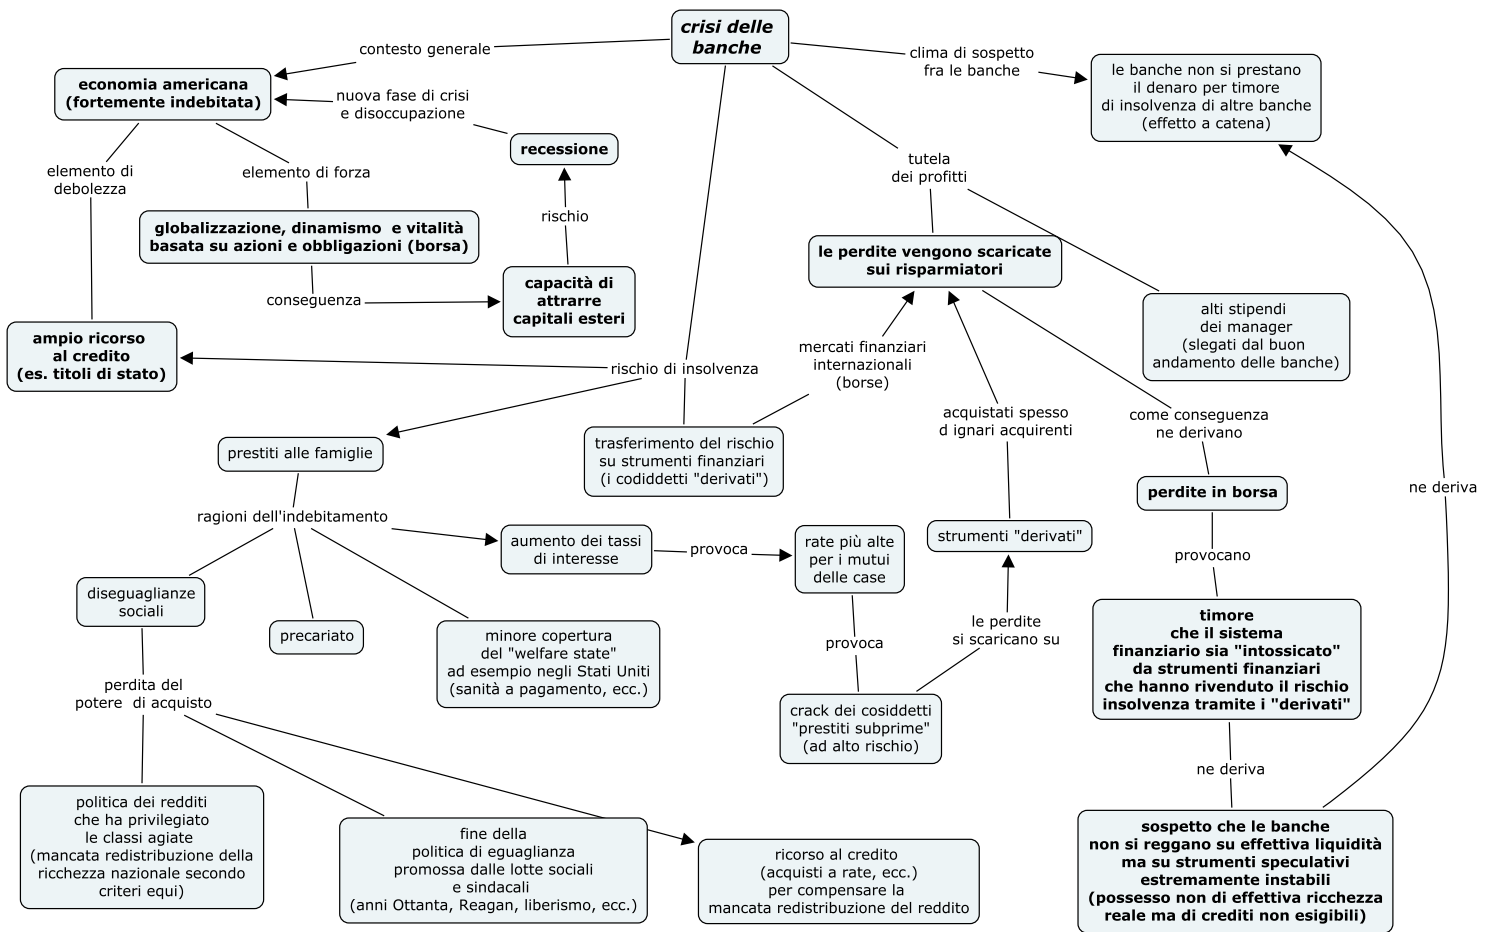 crisi delle
banche
contesto generale
clima di sospetto
fra le banche
le banche non si prestano
il denaro per timore
di insolvenza di altre banche
(effetto a catena)
economia americana
(fortemente indebitata)
nuova fase di crisi
e disoccupazione
recessione
elemento di
debolezza
elemento di forza
tutela
dei profitti
globalizzazione, dinamismo  e vitalità
basata su azioni e obbligazioni (borsa)
rischio
le perdite vengono scaricate
sui risparmiatori
conseguenza
capacità di
attrarre
capitali esteri
alti stipendi
dei manager
(slegati dal buon
andamento delle banche)
ampio ricorso
al credito
(es. titoli di stato)
rischio di insolvenza
mercati finanziari
internazionali
(borse)
acquistati spesso
d ignari acquirenti
come conseguenza
ne derivano
prestiti alle famiglie
trasferimento del rischio
su strumenti finanziari
(i codiddetti "derivati")
perdite in borsa
ne deriva
ragioni dell'indebitamento
aumento dei tassi
di interesse
provoca
rate più alte
per i mutui
delle case
strumenti "derivati"
provocano
diseguaglianze
sociali
precariato
minore copertura
del "welfare state"
ad esempio negli Stati Uniti
(sanità a pagamento, ecc.)
provoca
le perdite
si scaricano su
timore
che il sistema
finanziario sia "intossicato"
da strumenti finanziari
che hanno rivenduto il rischio
insolvenza tramite i "derivati"
perdita del
potere  di acquisto
crack dei cosiddetti
"prestiti subprime"
(ad alto rischio)
ne deriva
politica dei redditi
che ha privilegiato
le classi agiate
(mancata redistribuzione della
ricchezza nazionale secondo
criteri equi)
fine della
politica di eguaglianza
promossa dalle lotte sociali
e sindacali
(anni Ottanta, Reagan, liberismo, ecc.)
ricorso al credito
(acquisti a rate, ecc.)
per compensare la
mancata redistribuzione del reddito
sospetto che le banche
non si reggano su effettiva liquidità
ma su strumenti speculativi
estremamente instabili
(possesso non di effettiva ricchezza
reale ma di crediti non esigibili)